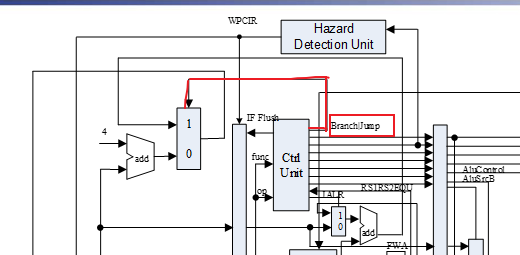 WPCIR
Hazard
Detection Unit
IF Flush
Branch|Jump
1
4
add
0
func
Ctrl
Unit
op
AluControl
AluSrcB
RS1RS2EQU
JALR
1
0
add
FWA